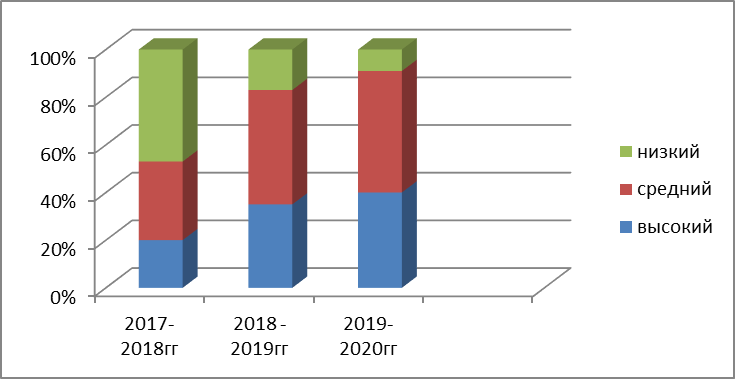 100%
80%
60%
40%
20%
0%
2017-
2018гг
2018 -
2019гг
2019-
2020гг
низкий
средний
высокий